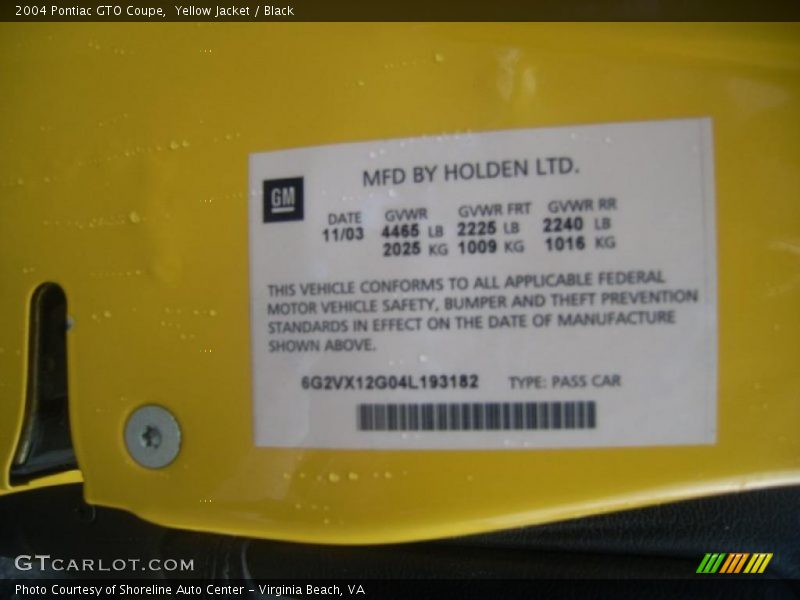 2004 Pontiac GTO Coupe,  Yellow Jacket / Black
GM
MFD BY HOLDEN LTD.
DATE GVWR GVWR FRT GVWR RR
11/03 4465 LB 2225 LB 2240 LB
2025 KG 1009 KG 1016 KG
THIS VEHICLE CONFORMS TO ALL APPLICABLE FEDERAL
MOTOR VEHICLE SAFETY, BUMPER AND THEFT PREVENTION
STANDARDS IN EFFECT ON THE DATE OF MANUFACTURE
SHOWN ABOVE.
6G2VX12G04L193182 TYPE: PASS CAR
GTCARLOT.COM
Photo Courtesy of Shoreline Auto Center - Virginia Beach, VA